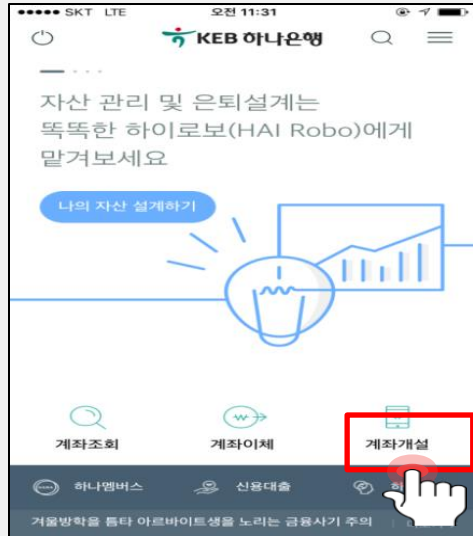 SKT LTE 오전 11:31
KEB 하나은행
자산 관리 및 은퇴설계는
똑똑한 하이로보(HAI Robo)에게
맡겨보세요
나의 자산 설계하기
계좌조회 계좌이체 계좌개설
하나멤버스 신용대출
겨울방학을 틈타 아르바이트생을 노리는 금융사기 주의